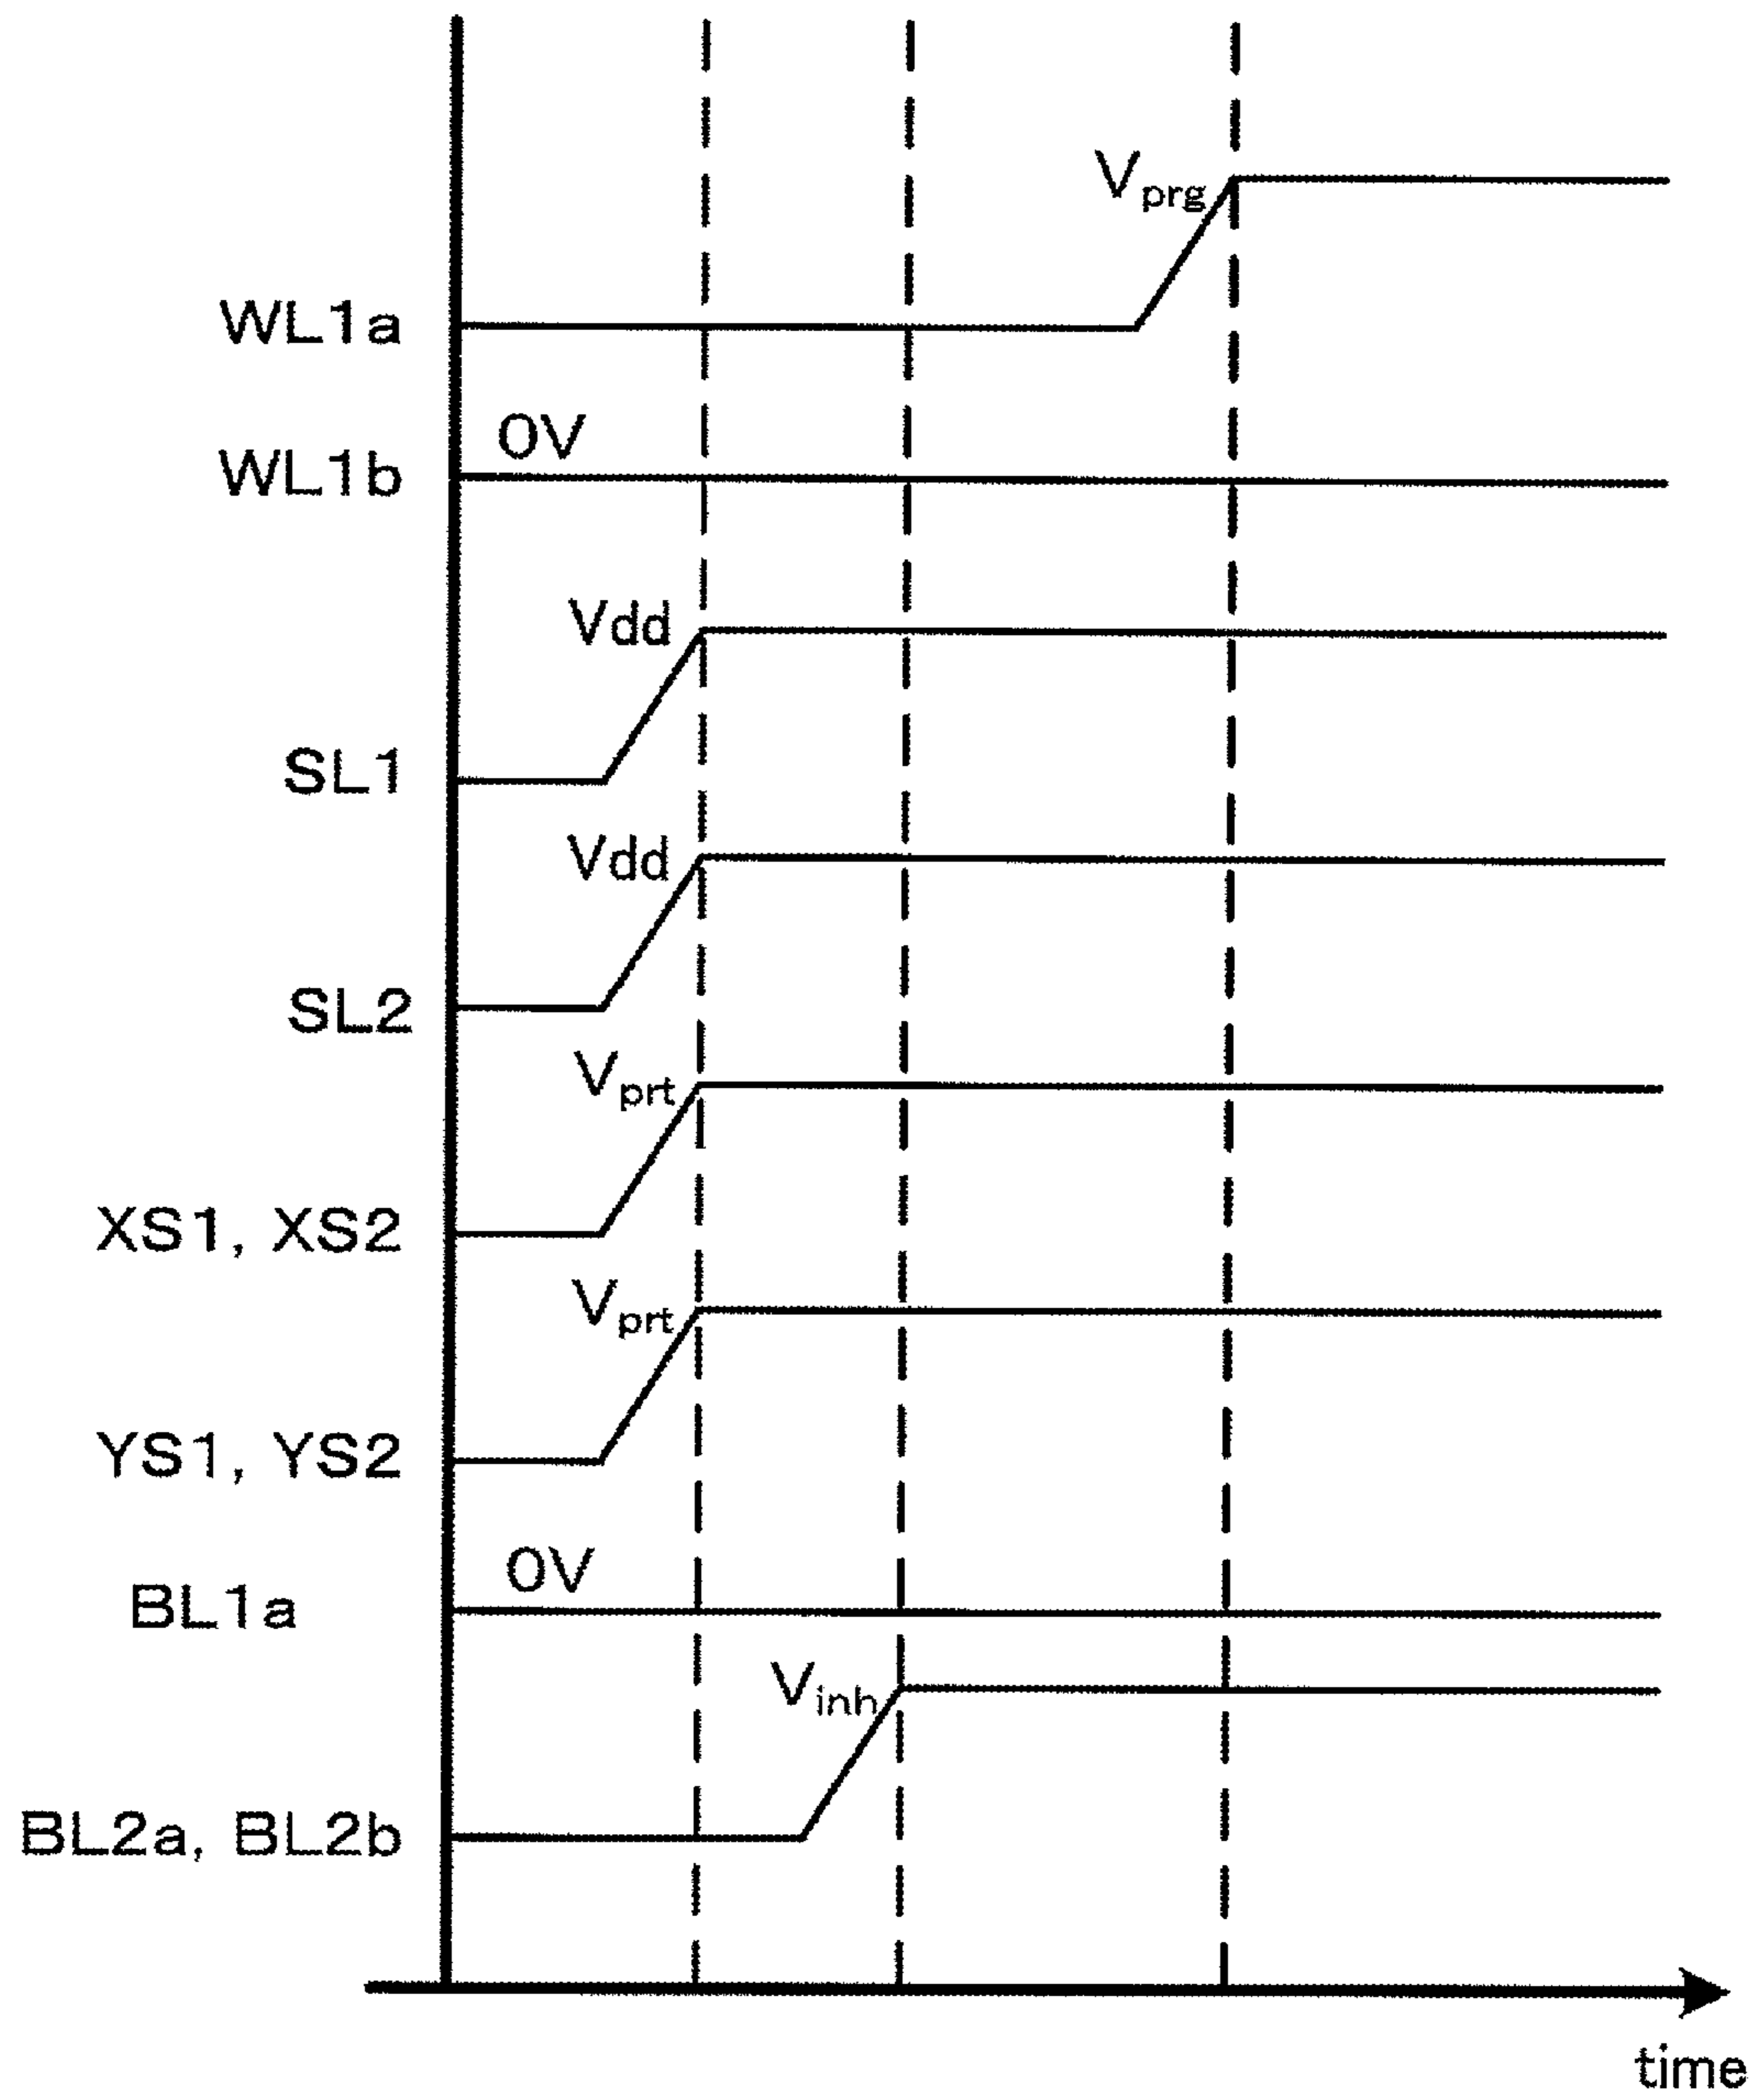 Vprg
WL1a
0V
WL1b
Vdd
SL1
Vdd
SL2
Vprt
XS1, XS2
Vprt
YS1, YS2
0V
BL1a
Vinh
BL2a, BL2b
time